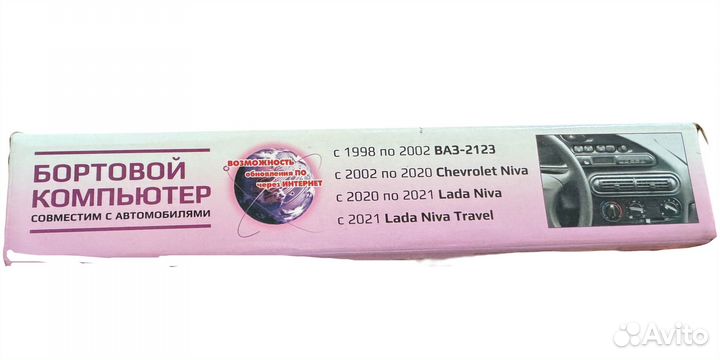 БОРТОВОЙ
КОМПЬЮТЕР
СОВМЕСТИМ С АВТОМОБИЛЯМИ
ВОЗМОЖНОСТЬ
обновления ПО
через ИНТЕРНЕТ
с 1998 по 2002 ВАЗ-2123
с 2002 по 2020 Chevrolet Niva
с 2020 по 2021 Lada Niva
с 2021 Lada Niva Travel
Avito